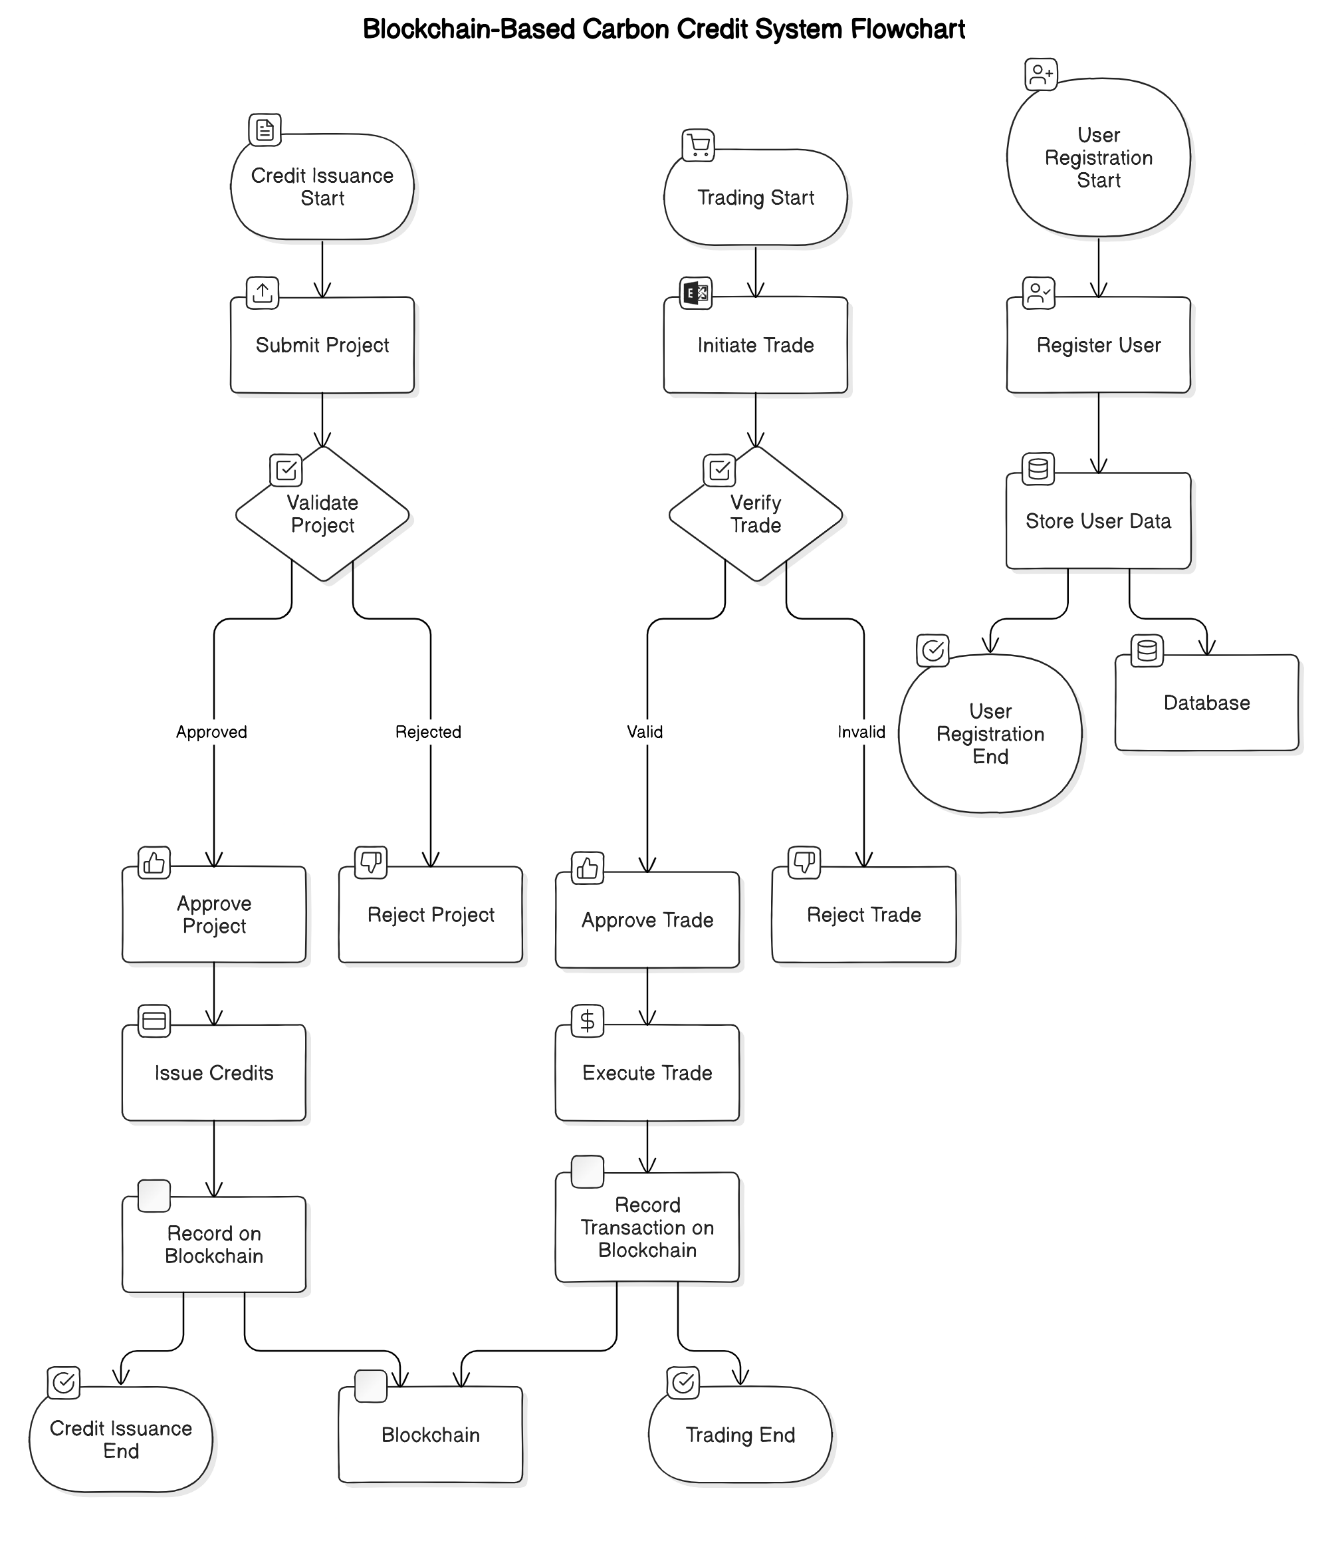 Blockchain-Based Carbon Credit System Flowchart
Credit Issuance
Start
Submit Project
Validate
Project
Approved
Rejected
Approve
Project
Reject Project
Issue Credits
Record on
Blockchain
Credit Issuance
End
Blockchain
Trading Start
E
Initiate Trade
Verify
Trade
Valid
Invalid
Approve Trade
Reject Trade
$
Execute Trade
Record
Transaction on
Blockchain
Trading End
User
Registration
Start
Register User
Store User Data
User
Registration
End
Database